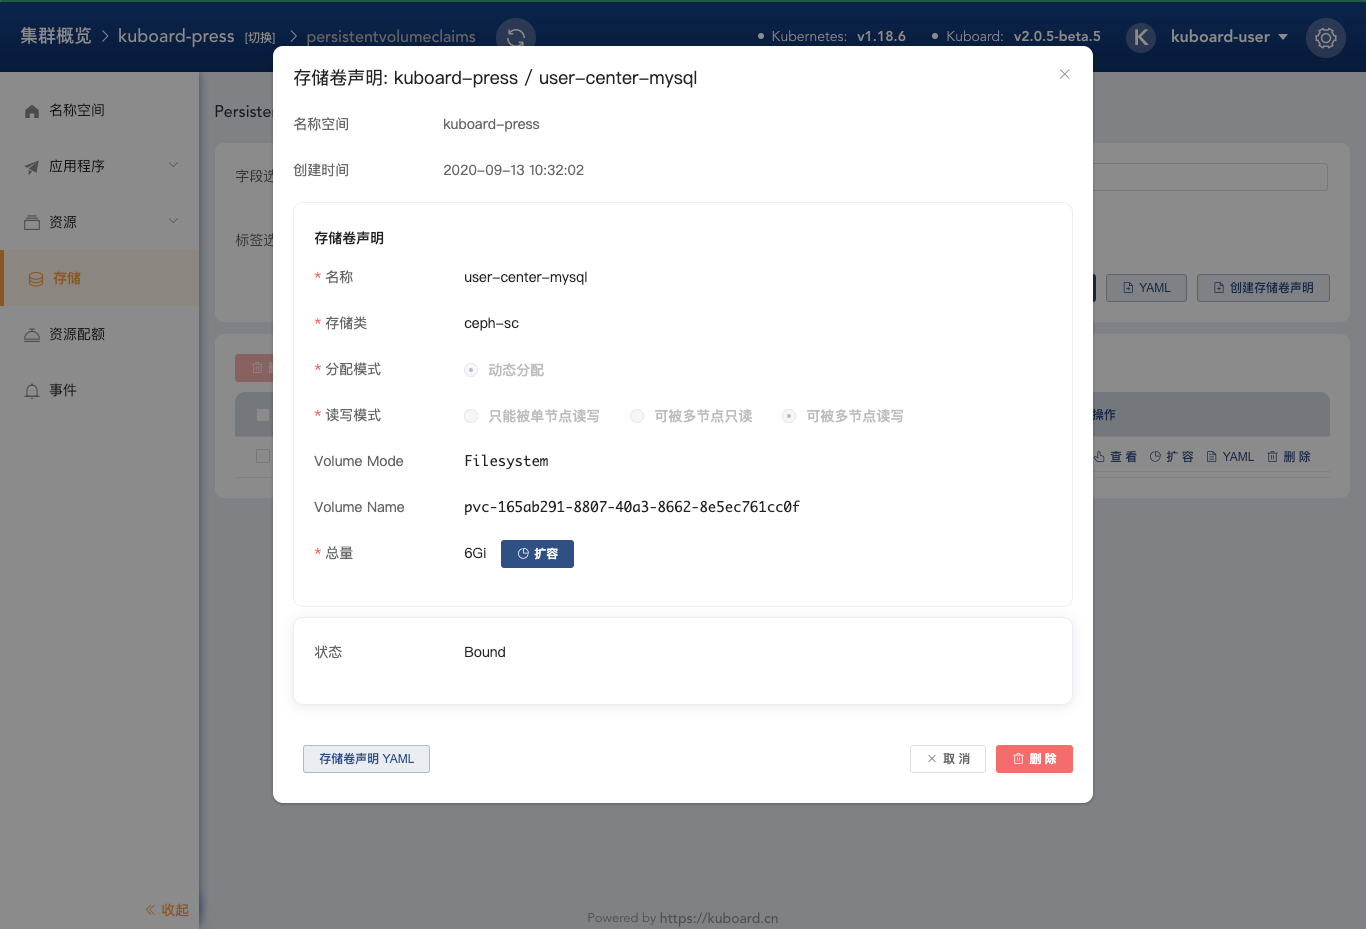 集群概览 > kuboard-press [切换] > persistentvolumeclaims
• Kubernetes: v1.18.6 • Kuboard: v2.0.5-beta.5 K kuboard-user
名称空间
应用程序
资源
存储
资源配额
事件
收起
字段
标签
YAML 创建存储卷声明
操作
查看 扩容 YAML 删除
存储卷声明: kuboard-press / user-center-mysql
名称空间 kuboard-press
创建时间 2020-09-13 10:32:02
存储卷声明
* 名称 user-center-mysql
* 存储类 ceph-sc
* 分配模式 动态分配
* 读写模式 只能被单节点读写 可被多节点只读 可被多节点读写
Volume Mode Filesystem
Volume Name pvc-165ab291-8807-40a3-8662-8e5ec761cc0f
* 总量 6Gi 扩容
状态 Bound
存储卷声明 YAML 取消 删除
Powered by https://kuboard.cn